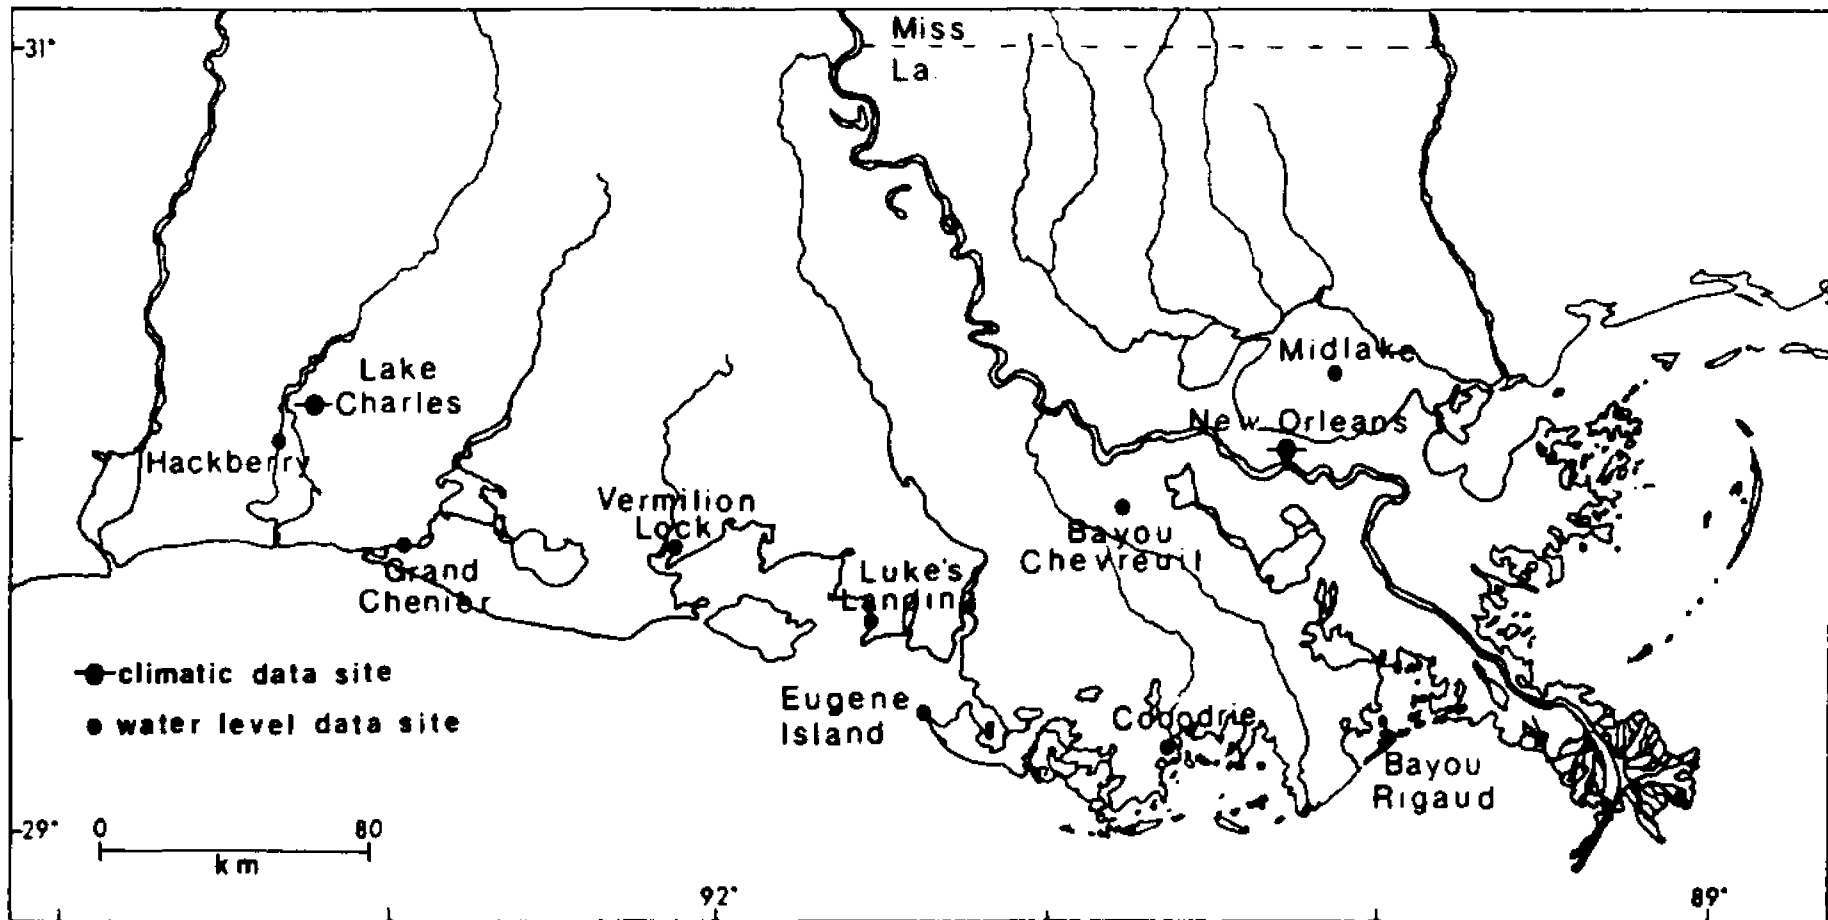 Miss
31°
La.
Midlake
Lake
Charles
New Orleans
Hackberry
Vermilion
Lock
Bayou
Chevreuil
Grand
Chenier
Luke's
Landing
climatic data site
water level data site
Eugene
Island
Cocodrie
Bayou
Rigaud
29°
0 80
km
92° 89°